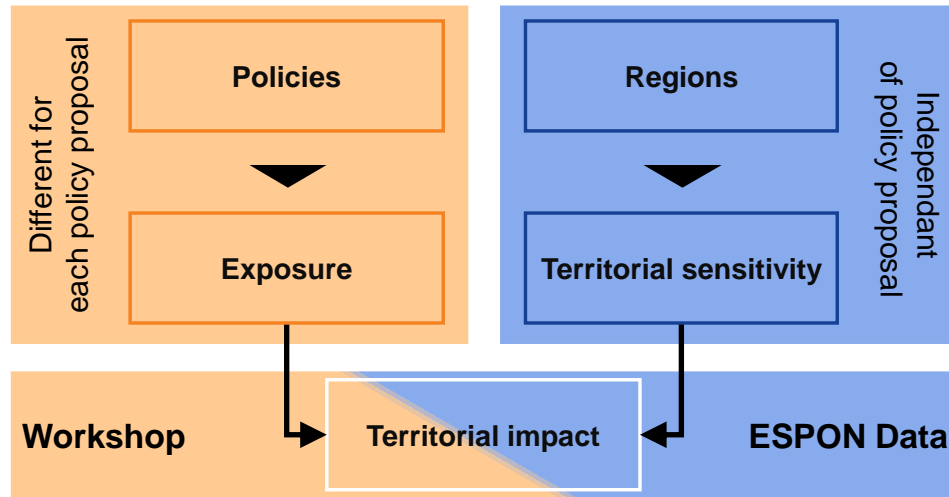 Different for
each policy proposal
Policies
Exposure
Regions
Territorial sensitivity
Independant
of policy proposal
Workshop
Territorial impact
ESPON Data